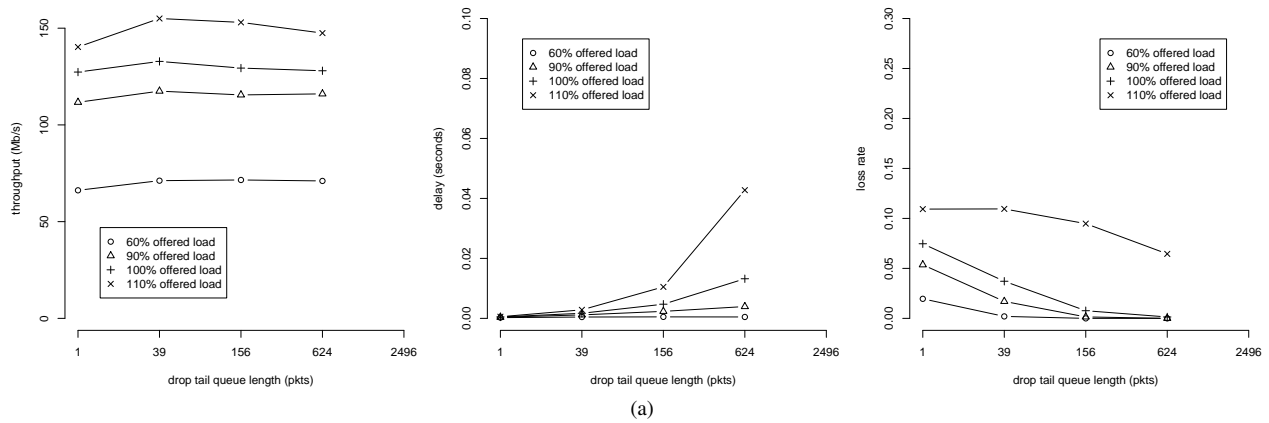 0 50 100 150
throughput (Mb/s)
60% offered load
90% offered load
100% offered load
110% offered load
1 39 156 624 2496
drop tail queue length (pkts)
0.00 0.02 0.04 0.06 0.08 0.10
delay (seconds)
60% offered load
90% offered load
100% offered load
110% offered load
1 39 156 624 2496
drop tail queue length (pkts)
0.00 0.05 0.10 0.15 0.20 0.25 0.30
loss rate
60% offered load
90% offered load
100% offered load
110% offered load
1 39 156 624 2496
drop tail queue length (pkts)
(a)